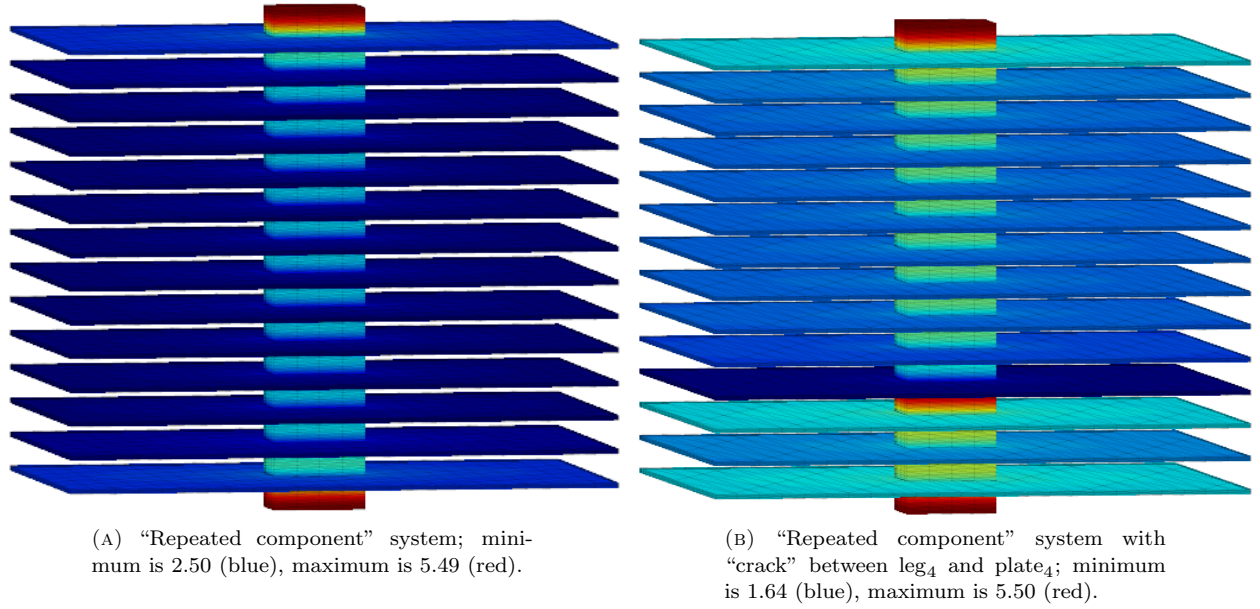 (A) “Repeated component” system; mini-
mum is 2.50 (blue), maximum is 5.49 (red).
(B) “Repeated component” system with
“crack” between leg₄ and plate₄; minimum
is 1.64 (blue), maximum is 5.50 (red).